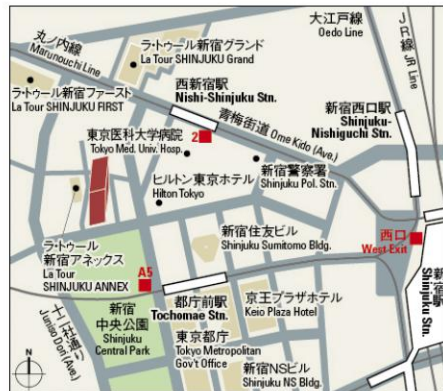 丸ノ内線
Marunouchi Line
ラ・トゥール新宿グランド
La Tour SHINJUKU Grand
大江戸線
Oedo Line
JR線 JR Line
ラ・トゥール新宿ファースト
La Tour SHINJUKU FIRST
西新宿駅
Nishi-Shinjuku Stn.
新宿西口駅
Shinjuku-
Nishiguchi Stn.
青梅街道 Ome Kido (Ave.)
東京医科大学病院
Tokyo Med. Univ. Hosp.
2
新宿警察署
Shinjuku Pol. Stn.
ヒルトン東京ホテル
Hilton Tokyo
新宿住友ビル
Shinjuku Sumitomo Bldg.
西口
West Exit
ラ・トゥール
新宿アネックス
La Tour
SHINJUKU ANNEX
A5
都庁前駅
Tochomae Stn.
京王プラザホテル
Keio Plaza Hotel
新宿駅
Shinjuku Stn.
十二社通り
Juniso Dori (Ave.)
新宿
中央公園
Shinjuku
Central Park
東京都庁
Tokyo Metropolitan
Gov't Office
新宿NSビル
Shinjuku NS Bldg.
N